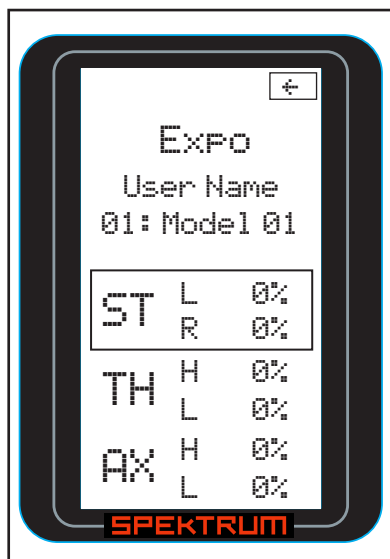 ←
Expo
User Name
01: Model 01
ST L 0%
R 0%
TH H 0%
L 0%
AX H 0%
L 0%
SPEKTRUM